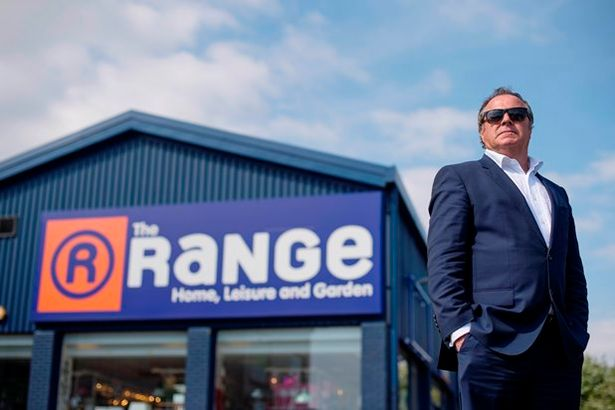 The
R RANGE
Home, Leisure and Garden